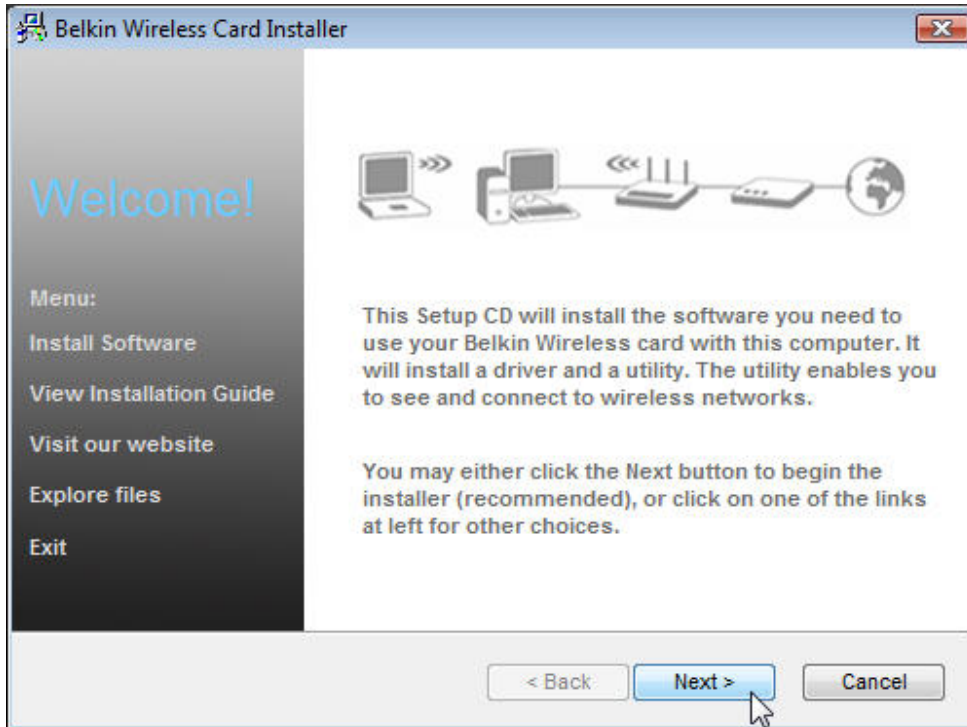 Belkin Wireless Card Installer
Welcome!
Menu:
Install Software
View Installation Guide
Visit our website
Explore files
Exit
This Setup CD will install the software you need to
use your Belkin Wireless card with this computer. It
will install a driver and a utility. The utility enables you
to see and connect to wireless networks.
You may either click the Next button to begin the
installer (recommended), or click on one of the links
at left for other choices.
< Back
Next >
Cancel